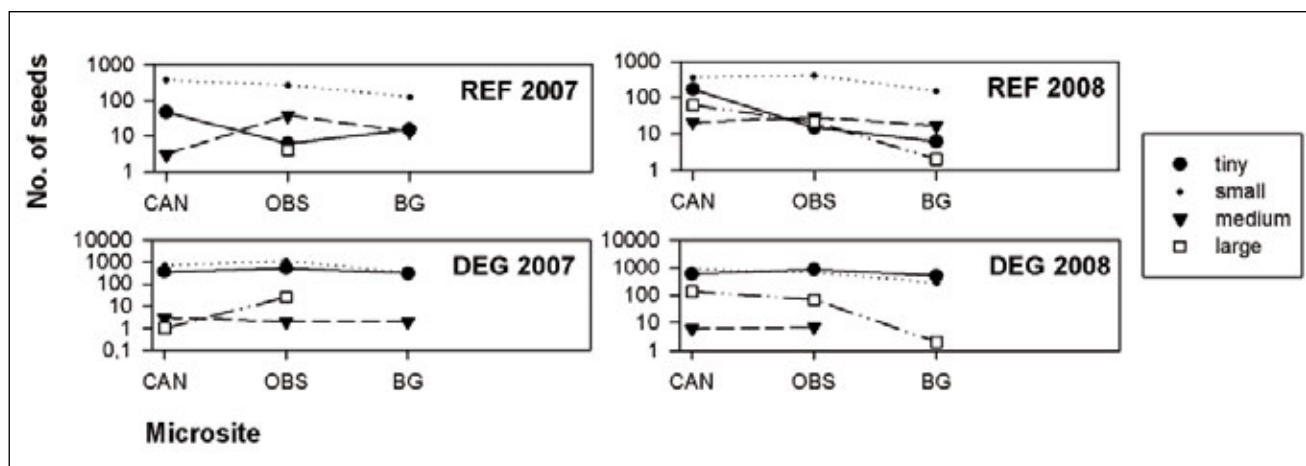 No. of seeds
1000
100
10
1
REF 2007
CAN OBS BG
1000
100
10
1
REF 2008
CAN OBS BG
10000
1000
100
10
1
0,1
DEG 2007
CAN OBS BG
10000
1000
100
10
1
DEG 2008
CAN OBS BG
Microsite
tiny
small
medium
large